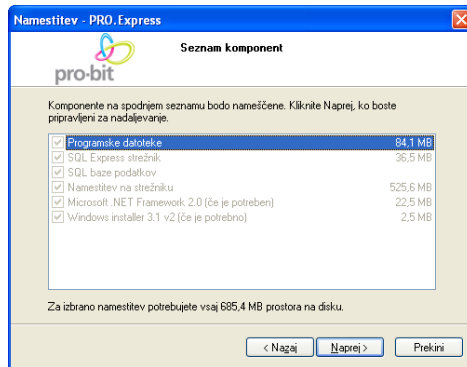 Namestitev - PRO.Express
pro·bit
Seznam komponent
Komponente na spodnjem seznamu bodo nameščene. Kliknite Naprej, ko boste
pripravljeni za nadaljevanje.
Programske datoteke 84,1 MB
SQL Express strežnik 36,5 MB
SQL baze podatkov
Namestitev na strežniku 525,6 MB
Microsoft .NET Framework 2.0 (če je potreben) 22,5 MB
Windows installer 3.1 v2 (če je potrebno) 2,5 MB
Za izbrano namestitev potrebujete vsaj 685,4 MB prostora na disku.
< Nazaj Naprej > Prekini